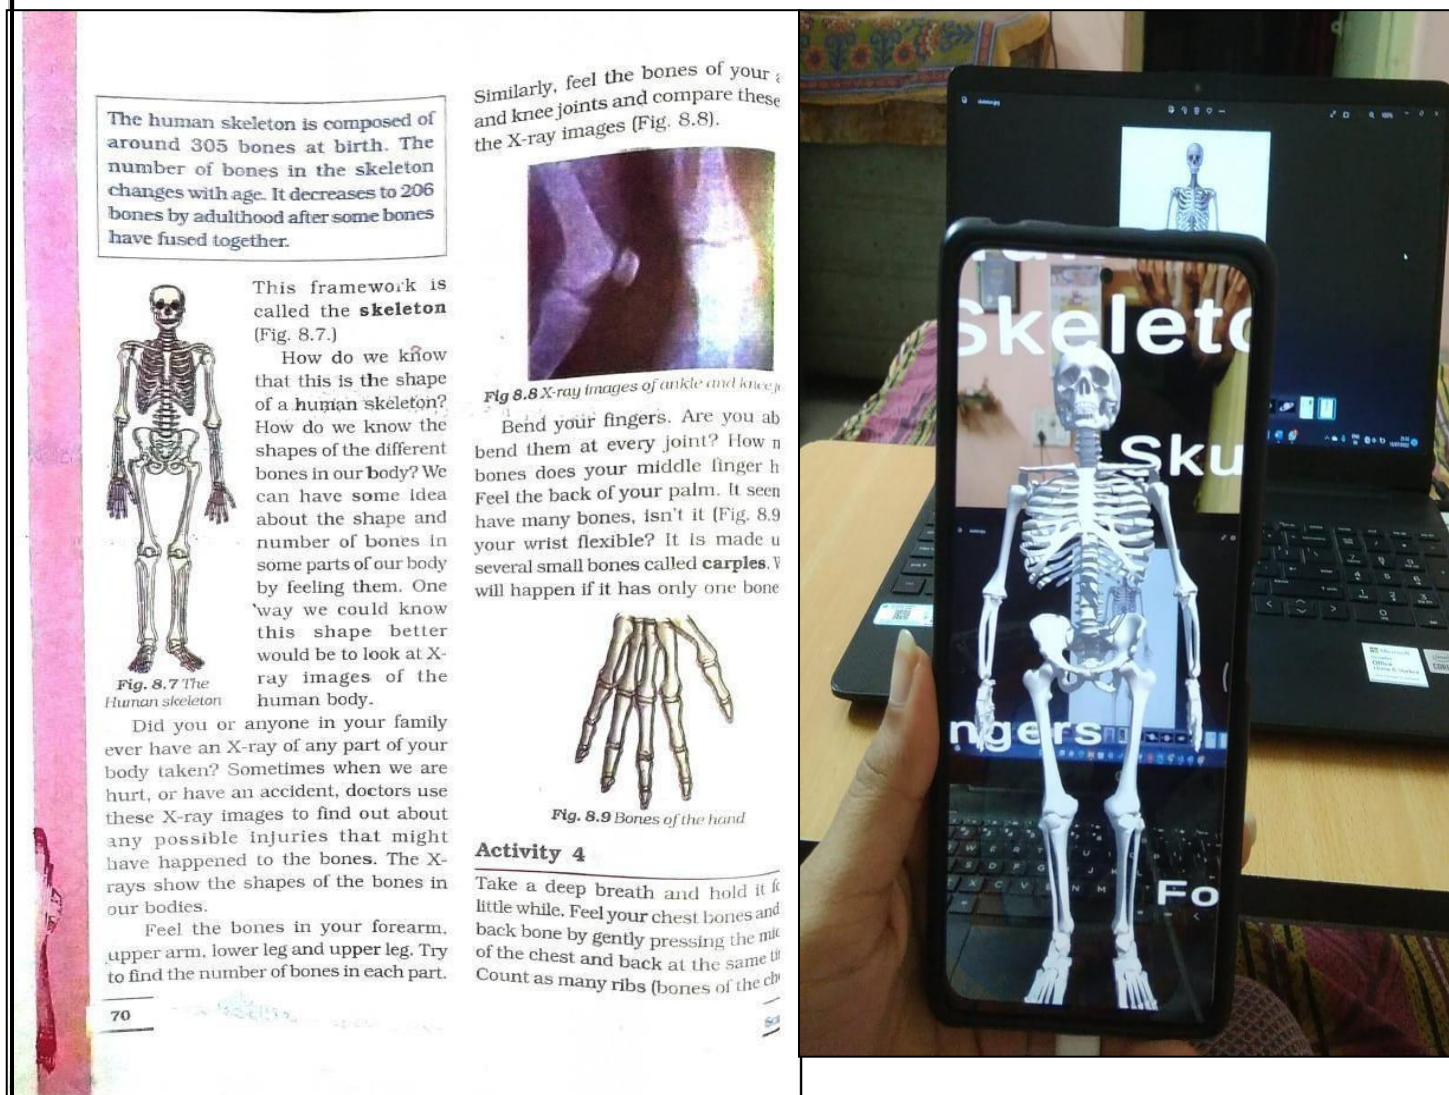 The human skeleton is composed of
around 305 bones at birth. The
number of bones in the skeleton
changes with age. It decreases to 206
bones by adulthood after some bones
have fused together.
This framework is
called the skeleton
(Fig. 8.7.)
How do we know
that this is the shape
of a human skeleton?
How do we know the
shapes of the different
bones in our body? We
can have some idea
about the shape and
number of bones in
some parts of our body
by feeling them. One
way we could know
this shape better
would be to look at X-
ray images of the
human body.
Fig. 8.7 The
Human skeleton
Did you or anyone in your family
ever have an X-ray of any part of your
body taken? Sometimes when we are
hurt, or have an accident, doctors use
these X-ray images to find out about
any possible injuries that might
have happened to the bones. The X-
rays show the shapes of the bones in
our bodies.
Feel the bones in your forearm,
upper arm, lower leg and upper leg. Try
to find the number of bones in each part.
70
Similarly, feel the bones of your
and knee joints and compare these
the X-ray images (Fig. 8.8).
Fig 8.8 X-ray images of ankle and knee
Bend your fingers. Are you ab
bend them at every joint? How
bones does your middle finger h
Feel the back of your palm. It seen
have many bones, isn't it (Fig. 8.9
your wrist flexible? It is made u
several small bones called carples.
will happen if it has only one bone
Fig. 8.9 Bones of the hand
Activity 4
Take a deep breath and hold it
little while. Feel your chest bones and
back bone by gently pressing the
of the chest and back at the same
Count as many ribs (bones of the
Skelet
Sku
ngers
Fo